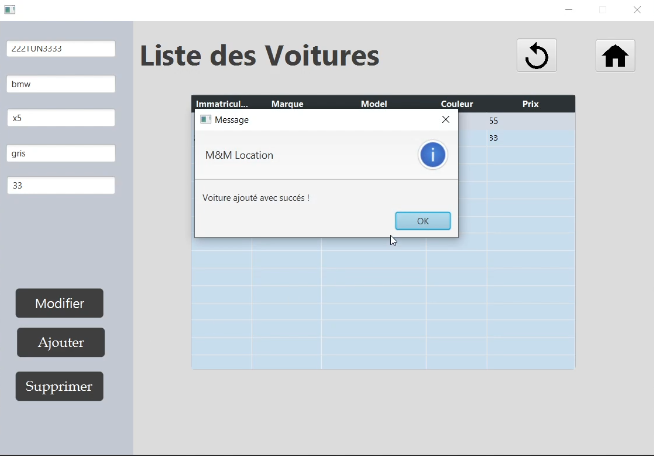 222TUN3333
bmw
x5
gris
33
Modifier
Ajouter
Supprimer
Liste des Voitures
Immatricul... Marque Model Couleur Prix
55
33
Message
M&M Location
Voiture ajouté avec succés !
OK